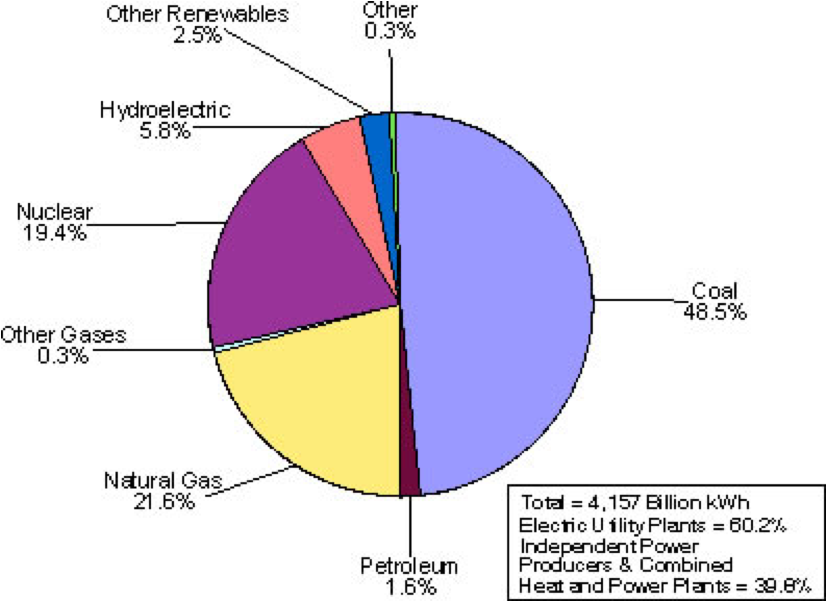 Other Renewables
2.5%
Other
0.3%
Hydroelectric
5.8%
Nuclear
19.4%
Other Gases
0.3%
Coal
48.5%
Natural Gas
21.6%
Petroleum
1.6%
Total = 4,157 Billion kWh
Electric Utility Plants = 60.2%
Independent Power
Producers & Combined
Heat and Power Plants = 39.8%